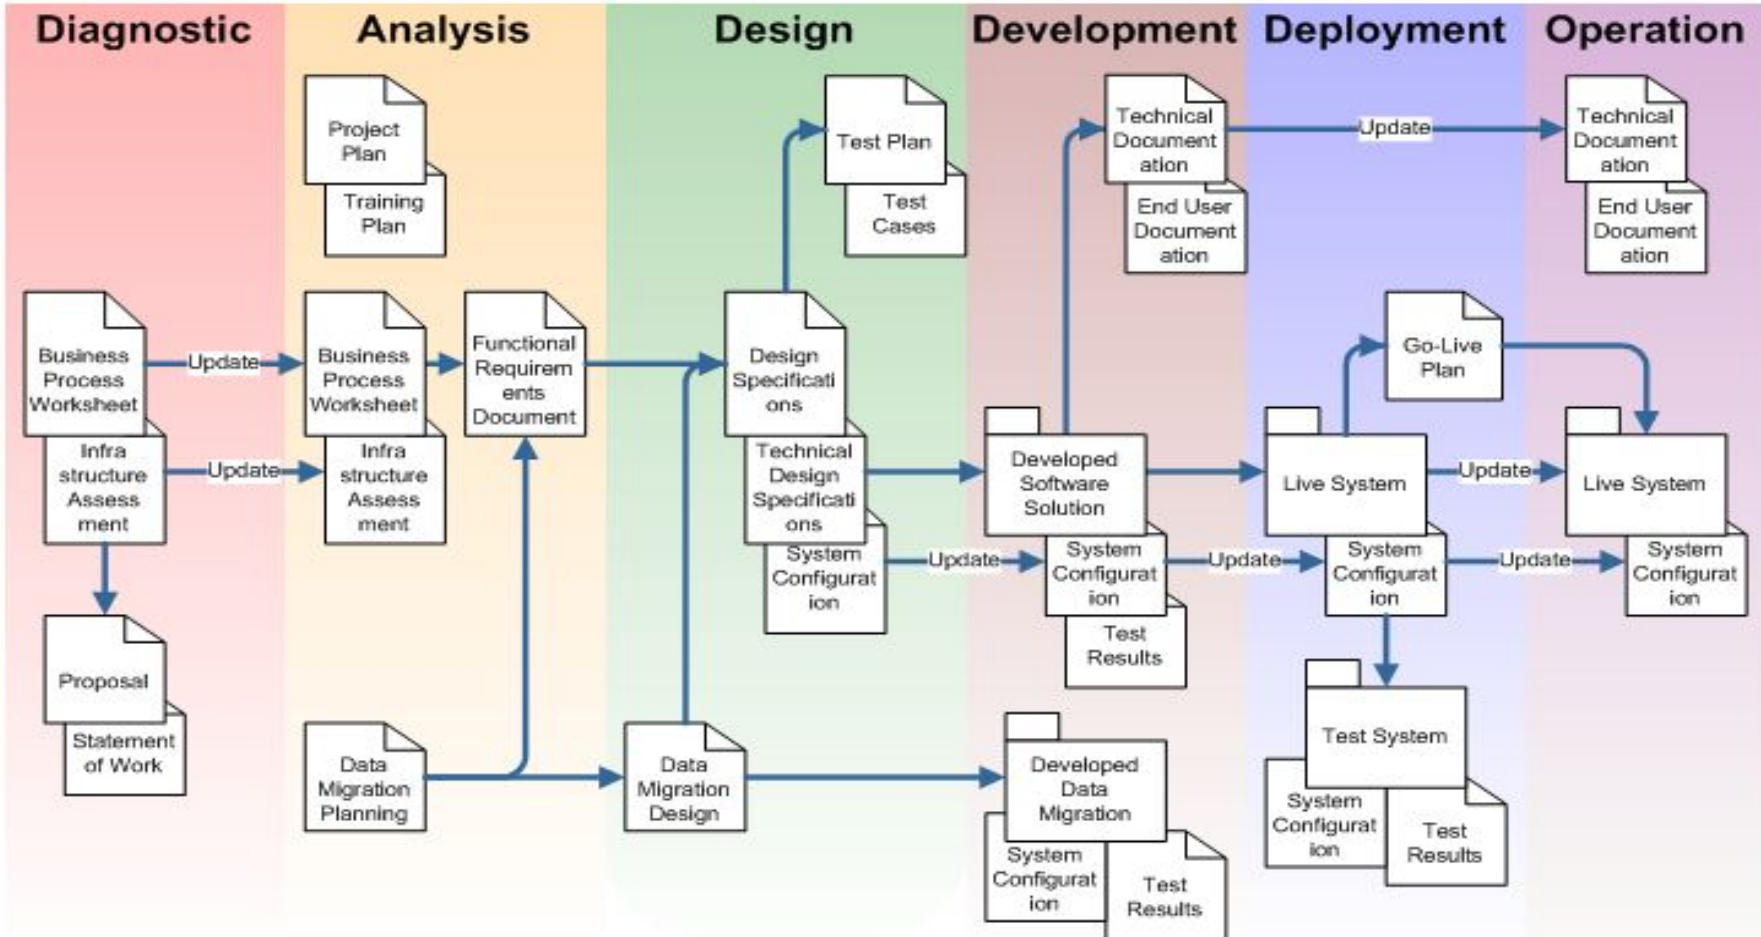 Diagnostic
Analysis
Design
Development
Deployment
Operation
Business
Process
Worksheet
Update
Infra
structure
Assess
ment
Update
Proposal
Statement
of Work
Project
Plan
Training
Plan
Business
Process
Worksheet
Infra
structure
Assess
ment
Functional
Requirem
ents
Document
Data
Migration
Planning
Test Plan
Test
Cases
Design
Specificati
ons
Technical
Design
Specificati
ons
System
Configurat
ion
Update
Data
Migration
Design
Technical
Document
ation
End User
Document
ation
Developed
Software
Solution
System
Configurat
ion
Test
Results
Update
Developed
Data
Migration
System
Configurat
ion
Test
Results
Update
Go-Live
Plan
Live System
Update
System
Configurat
ion
Update
Test System
System
Configurat
ion
Test
Results
Technical
Document
ation
End User
Document
ation
Live System
System
Configurat
ion